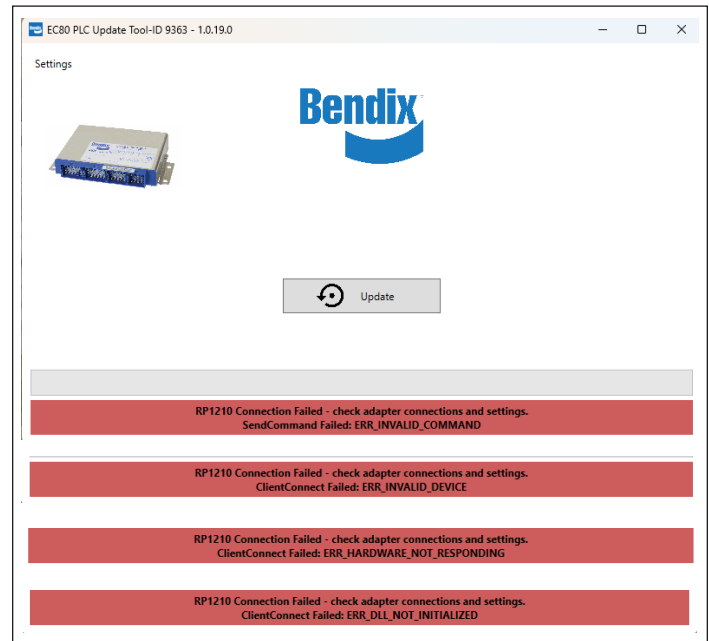 EC80 PLC Update Tool-ID 9363 - 1.0.19.0
Settings
Bendix
Update
RP1210 Connection Failed - check adapter connections and settings.
SendCommand Failed: ERR_INVALID_COMMAND
RP1210 Connection Failed - check adapter connections and settings.
ClientConnect Failed: ERR_INVALID_DEVICE
RP1210 Connection Failed - check adapter connections and settings.
ClientConnect Failed: ERR_HARDWARE_NOT_RESPONDING
RP1210 Connection Failed - check adapter connections and settings.
ClientConnect Failed: ERR_DLL_NOT_INITIALIZED